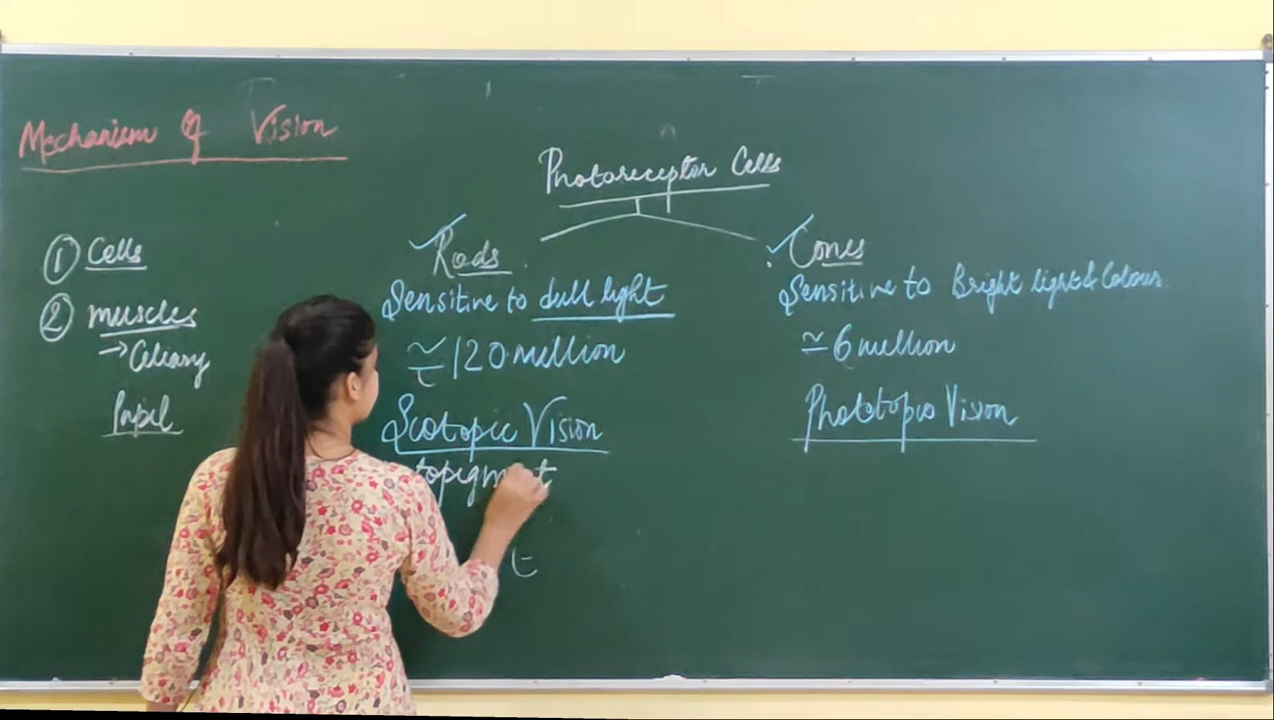 Mechanism of Vision
Photoreceptor Cells
① Cells
② Muscles
→ Ciliary
Pupil
Rods
Sensitive to dull light
≃ 120 million
Scotopic Vision
Cones
Sensitive to Bright light & Colours
≃ 6 million
Phototopic Vision